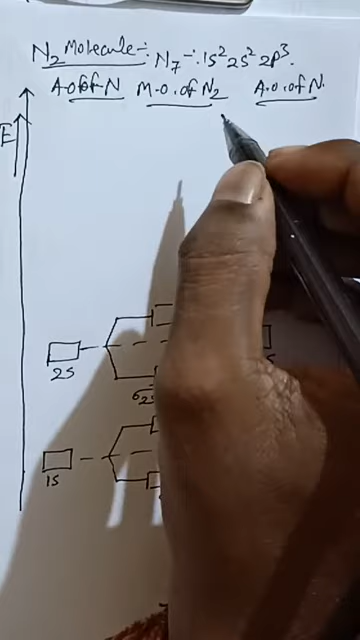 N₂ Molecule ÷ N₇ ÷ 1s² 2s² 2p³.
A.O of N M.O. of N₂ A.O. of N.
E
2S S
σ2s
1S